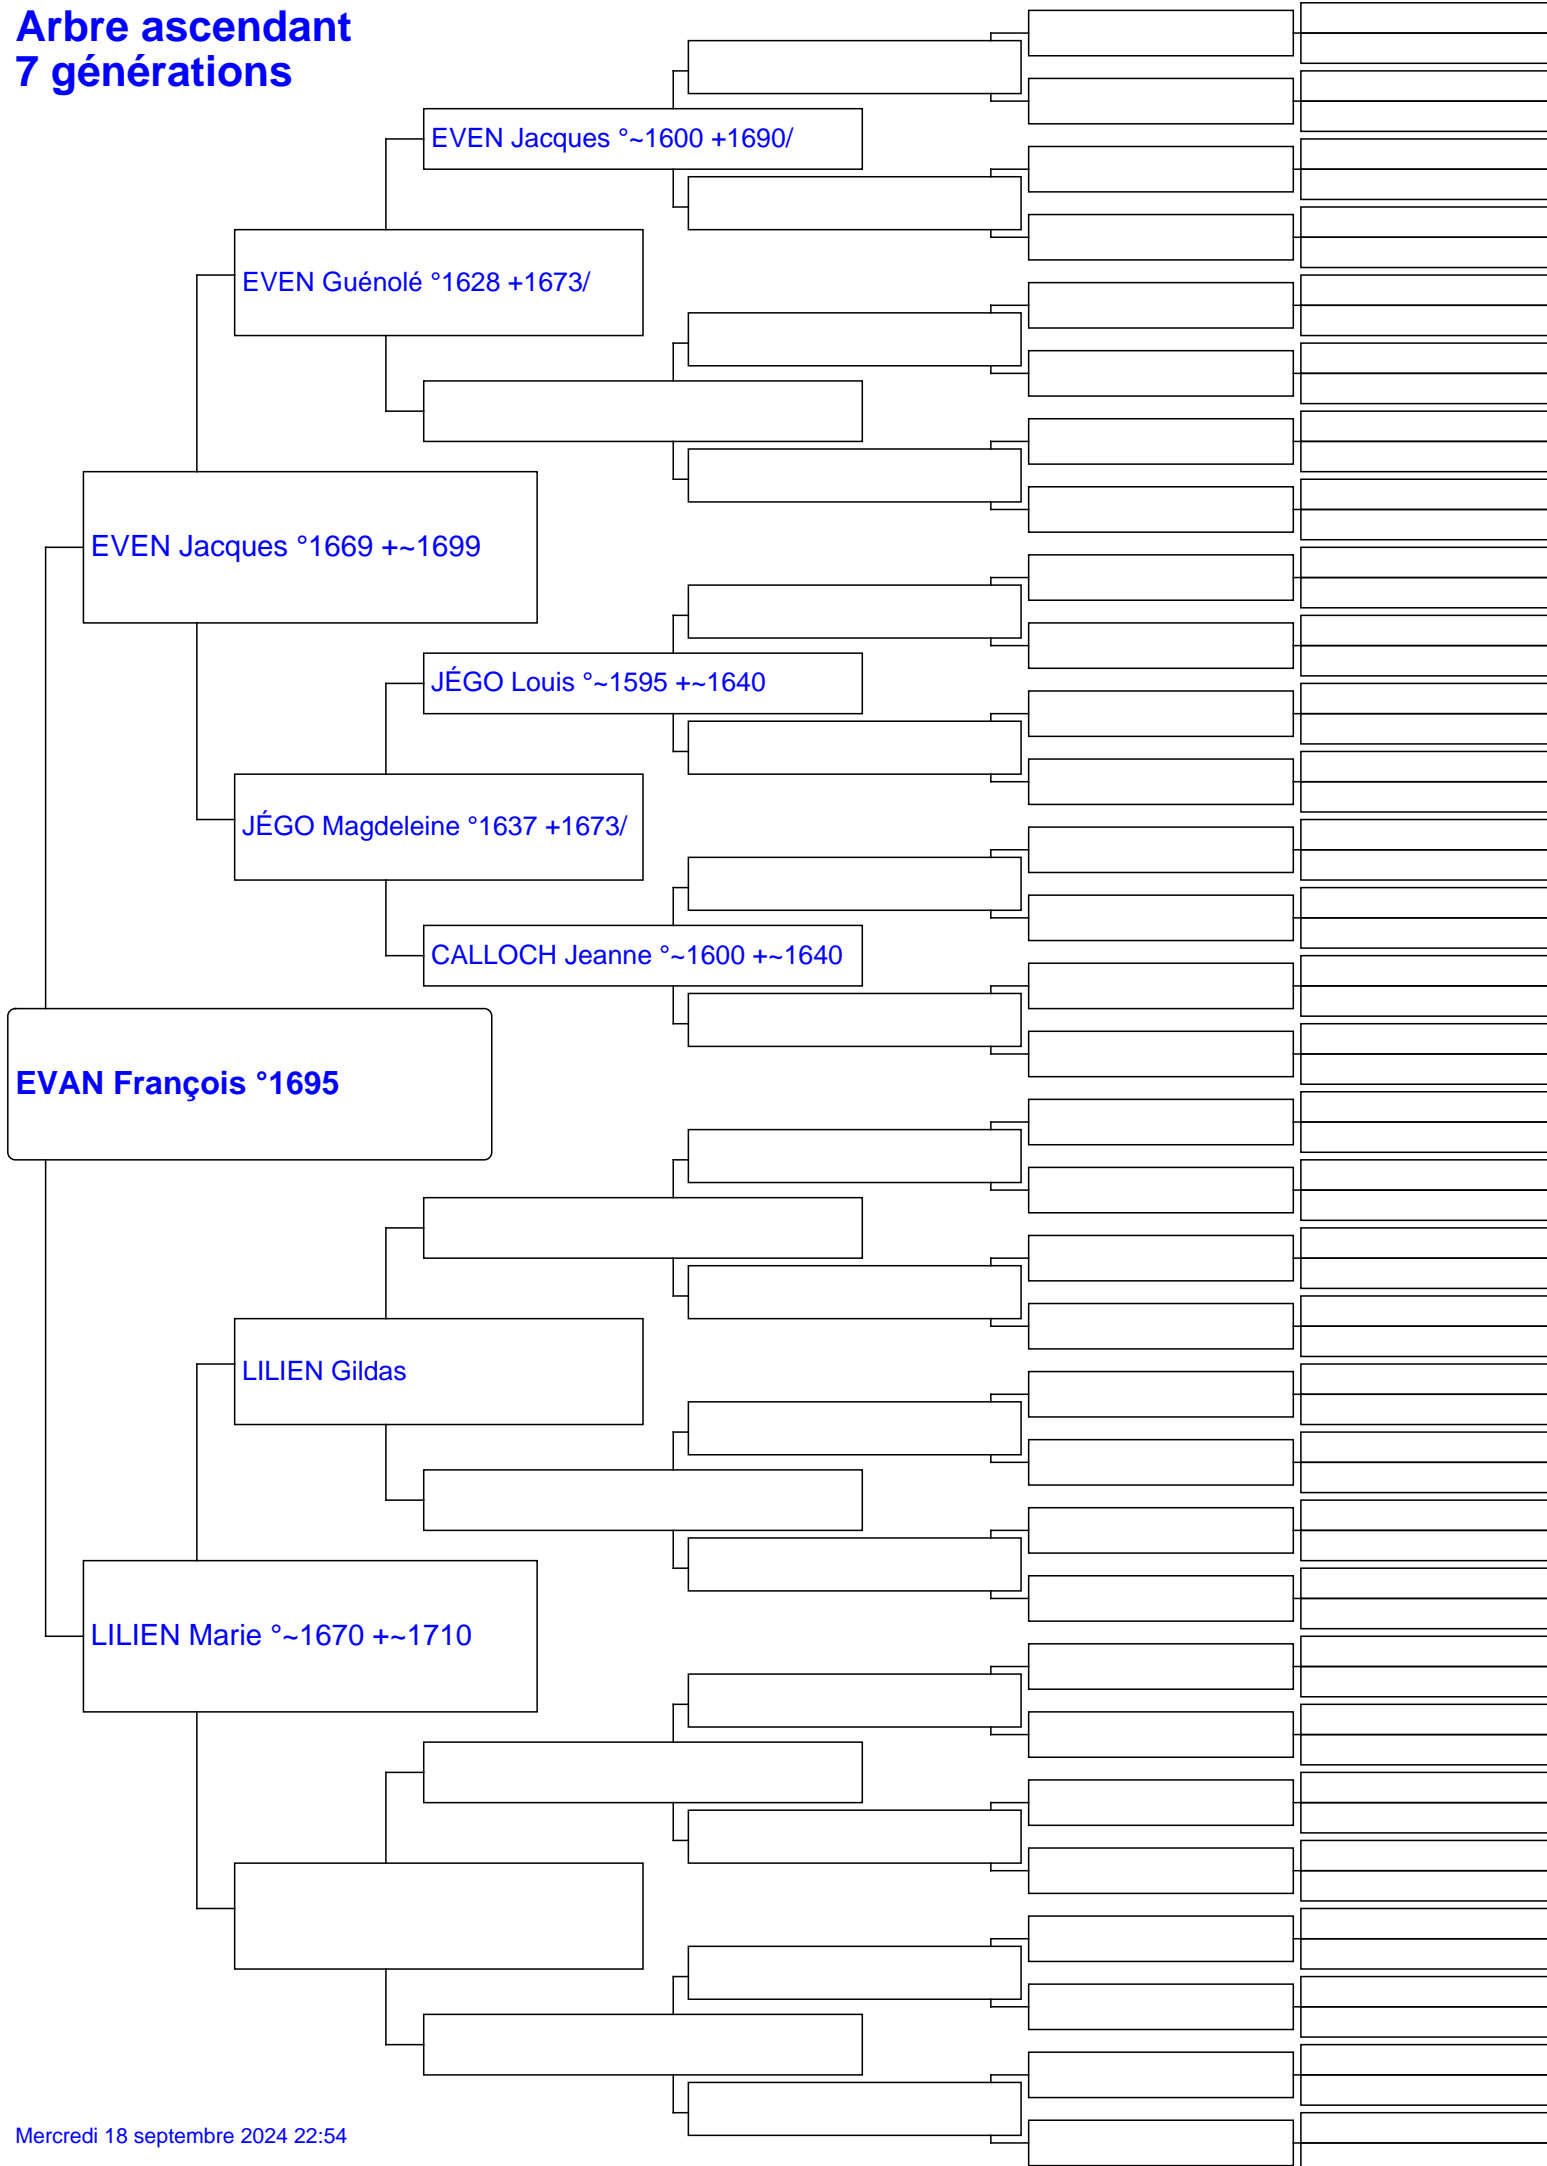 Arbre ascendant
7 générations
EVEN Jacques °~1600 +1690/
EVEN Guénolé °1628 +1673/
EVEN Jacques °1669 +~1699
JÉGO Louis °~1595 +~1640
JÉGO Magdeleine °1637 +1673/
CALLOCH Jeanne °~1600 +~1640
EVAN François °1695
LILIEN Gildas
LILIEN Marie °~1670 +~1710
Mercredi 18 septembre 2024 22:54